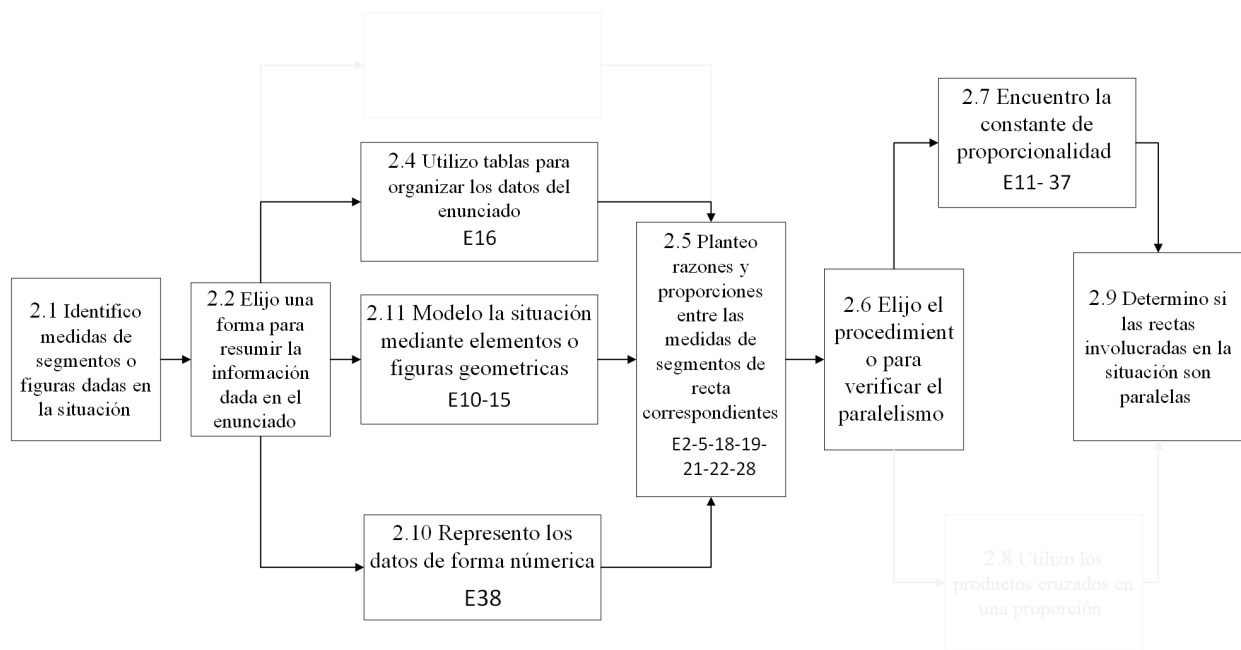 2.1 Identifico
medidas de
segmentos o
figuras dadas en
la situación
2.2 Elijo una
forma para
resumir la
información
dada en el
enunciado
2.4 Utilizo tablas para
organizar los datos del
enunciado
E16
2.11 Modelo la situación
mediante elementos o
figuras geometricas
E10-15
2.10 Represento los
datos de forma númerica
E38
2.5 Planteo
razones y
proporciones
entre las
medidas de
segmentos de
recta
correspondientes
E2-5-18-19-
21-22-28
2.6 Elijo el
procedimient
o para
verificar el
paralelismo
2.7 Encuentro la
constante de
proporcionalidad
E11- 37
2.8 Utilizo los
productos cruzados en
una proporción
2.9 Determino si
las rectas
involucradas en la
situación son
paralelas